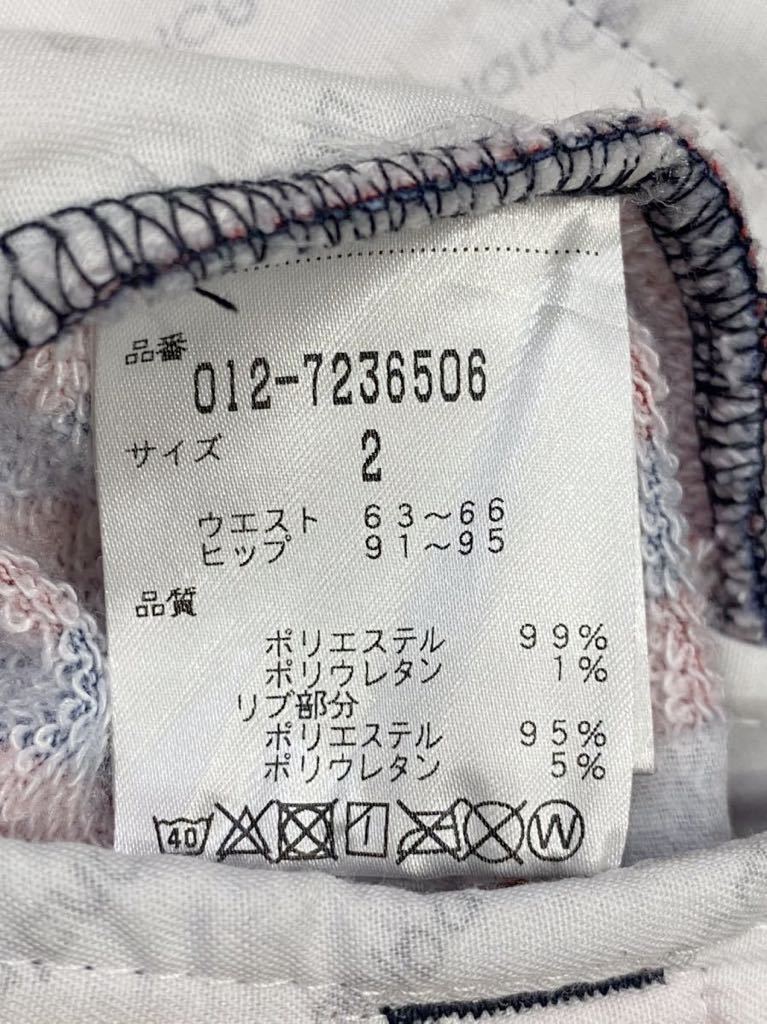 品番
012-7236506
サイズ 2
ウエスト 63~66
ヒップ 91~95
品質
ポリエステル 99%
ポリウレタン 1%
リブ部分
ポリエステル 95%
ポリウレタン 5%
40 W